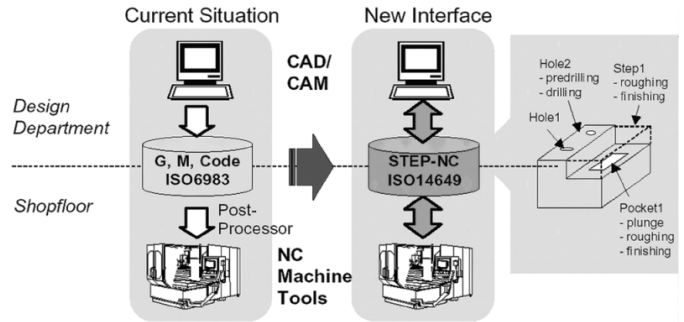 Current Situation
New Interface
CAD/
CAM
Design
Department
G, M, Code
ISO6983
STEP-NC
ISO14649
Shopfloor
Post-
Processor
NC
Machine
Tools
Hole2
- predrilling
- drilling
Step1
- roughing
- finishing
Hole1
Pocket1
- plunge
- roughing
- finishing